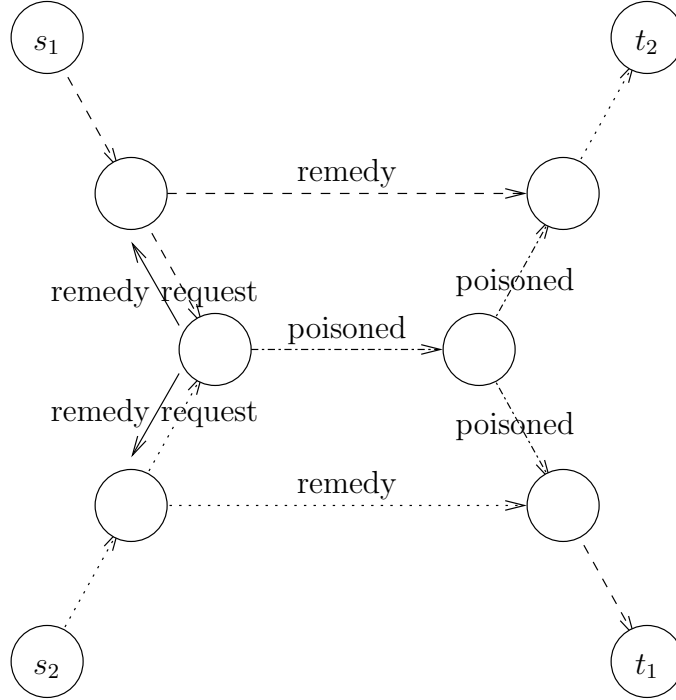 s₁
t₂
remedy
remedy request
poisoned
poisoned
remedy request
poisoned
remedy
s₂
t₁